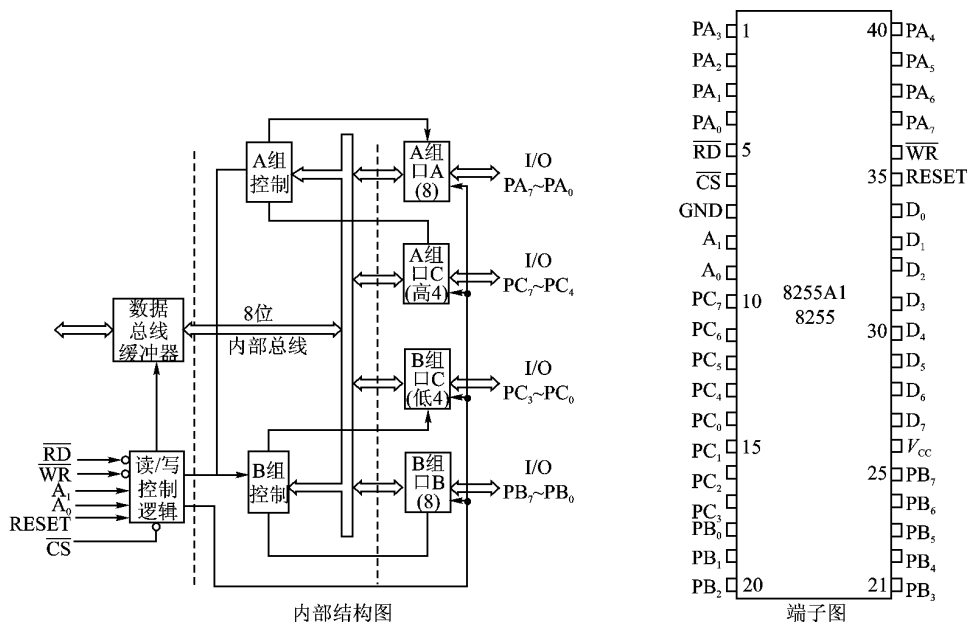 A组
控制
A组
口A
(8)
I/O
PA₇~PA₀
A组
口C
(高4)
I/O
PC₇~PC₄
数据
总线
缓冲器
8位
内部总线
B组
口C
(低4)
I/O
PC₃~PC₀
R̅D̅
W̅R̅
A₁
A₀
RESET
C̅S̅
读/写
控制
逻辑
B组
控制
B组
口B
(8)
I/O
PB₇~PB₀
内部结构图
PA₃ 1
PA₂
PA₁
PA₀
R̅D̅ 5
C̅S̅
GND
A₁
A₀
PC₇ 10
PC₆
PC₅
PC₄
PC₀
PC₁ 15
PC₂
PC₃
PB₀
PB₁
PB₂ 20
8255A1
8255
40 PA₄
PA₅
PA₆
PA₇
W̅R̅
35 RESET
D₀
D₁
D₂
D₃
30 D₄
D₅
D₆
D₇
V_CC
25 PB₇
PB₆
PB₅
PB₄
21 PB₃
端子图